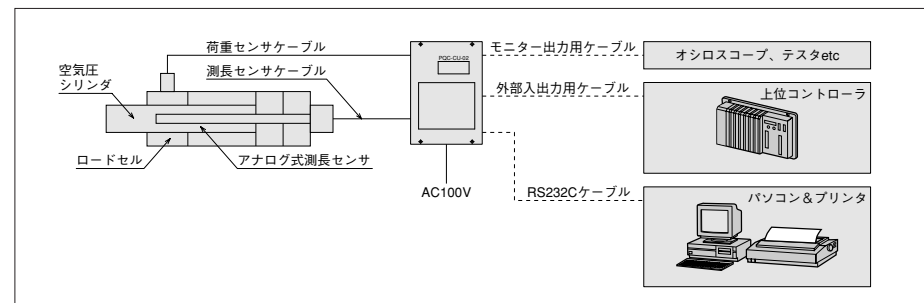 荷重センサケーブル
測長センサケーブル
空気圧
シリンダ
ロードセル
アナログ式測長センサ
PQC-CU-02
AC100V
モニター出力用ケーブル
外部入出力用ケーブル
RS232Cケーブル
オシロスコープ、テスタetc
上位コントローラ
パソコン＆プリンタ